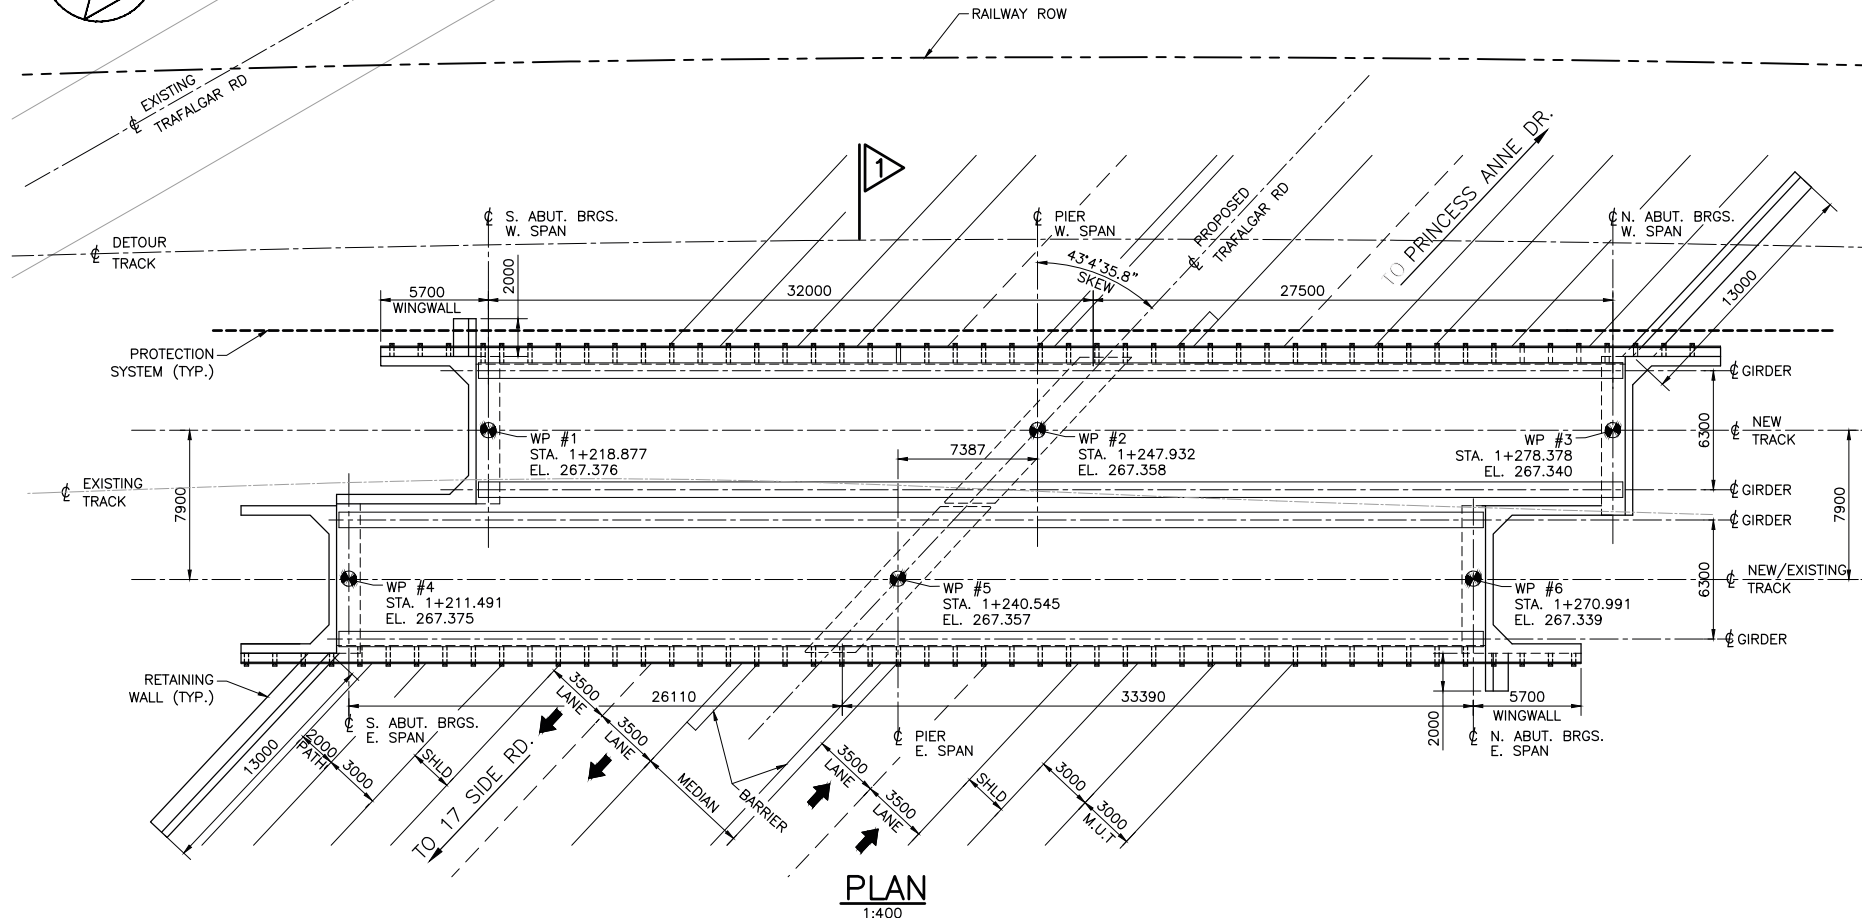 RAILWAY ROW
EXISTING
℄ TRAFALGAR RD
1
℄ DETOUR
TRACK
℄ S. ABUT. BRGS.
W. SPAN
℄ PIER
W. SPAN
℄ PROPOSED
TRAFALGAR RD
TO PRINCESS ANNE DR.
℄ N. ABUT. BRGS.
W. SPAN
43°4'35.8"
SKEW
5700
WINGWALL
2000
32000
27500
13000
PROTECTION
SYSTEM (TYP.)
℄ GIRDER
WP #1
STA. 1+218.877
EL. 267.376
7387
WP #2
STA. 1+247.932
EL. 267.358
WP #3
STA. 1+278.378
EL. 267.340
6300
℄ NEW
TRACK
℄ EXISTING
TRACK
7900
℄ GIRDER
℄ GIRDER
7900
WP #4
STA. 1+211.491
EL. 267.375
WP #5
STA. 1+240.545
EL. 267.357
WP #6
STA. 1+270.991
EL. 267.339
6300
℄ NEW/EXISTING
TRACK
℄ GIRDER
RETAINING
WALL (TYP.)
26110
33390
5700
WINGWALL
2000
℄ S. ABUT. BRGS.
E. SPAN
℄ PIER
E. SPAN
℄ N. ABUT. BRGS.
E. SPAN
13000
2000
PATH
3000
SHLD
TO 17 SIDE RD.
3500
LANE
3500
LANE
MEDIAN
BARRIER
3500
LANE
3500
LANE
SHLD
3000
3000
M.U.T
PLAN
1:400